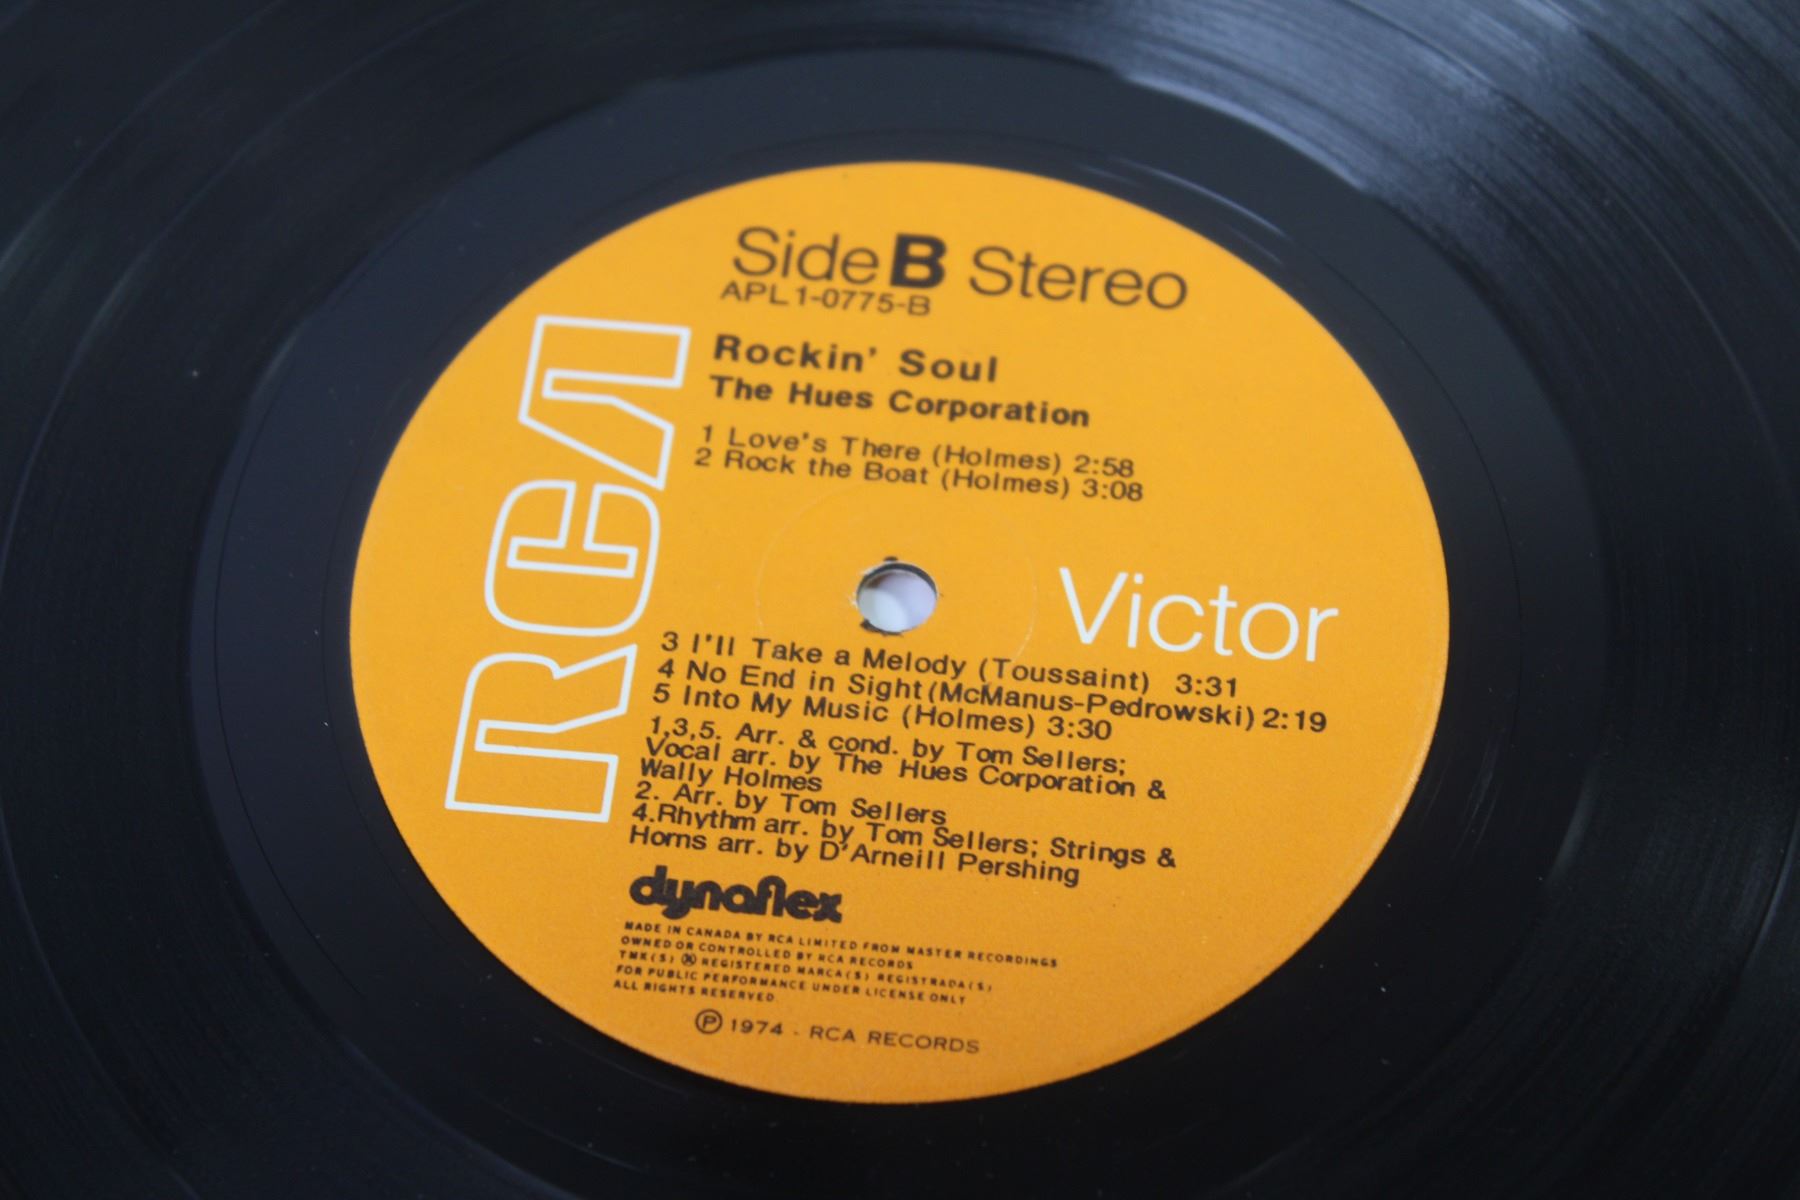 Side B Stereo
APL1-0775-B
Rockin' Soul
The Hues Corporation
1 Love's There (Holmes) 2:58
2 Rock the Boat (Holmes) 3:08
RCA
Victor
3 I'll Take a Melody (Toussaint) 3:31
4 No End in Sight (McManus-Pedrowski) 2:19
5 Into My Music (Holmes) 3:30
1,3,5. Arr. & cond. by Tom Sellers;
Vocal arr. by The Hues Corporation &
Wally Holmes
2. Arr. by Tom Sellers
4.Rhythm arr. by Tom Sellers; Strings &
Horns arr. by D'Arneill Pershing
dynaflex
MADE IN CANADA BY RCA LIMITED FROM MASTER RECORDINGS
OWNED OR CONTROLLED BY RCA RECORDS
TMK(S) ® REGISTERED MARCA(S) REGISTRADA(S)
FOR PUBLIC PERFORMANCE UNDER LICENSE ONLY
ALL RIGHTS RESERVED
℗ 1974 - RCA RECORDS